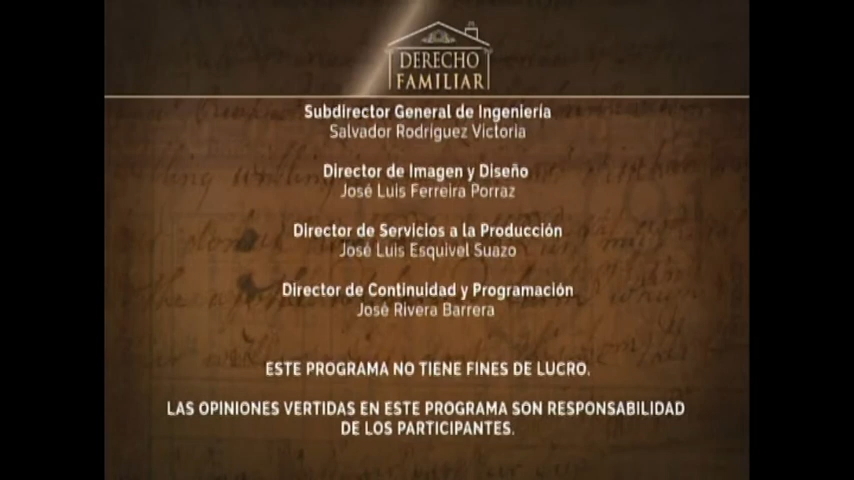 DERECHO
FAMILIAR
Subdirector General de Ingeniería
Salvador Rodríguez Victoria
Director de Imagen y Diseño
José Luis Ferreira Porraz
Director de Servicios a la Producción
José Luis Esquivel Suazo
Director de Continuidad y Programación
José Rivera Barrera
ESTE PROGRAMA NO TIENE FINES DE LUCRO.
LAS OPINIONES VERTIDAS EN ESTE PROGRAMA SON RESPONSABILIDAD
DE LOS PARTICIPANTES.